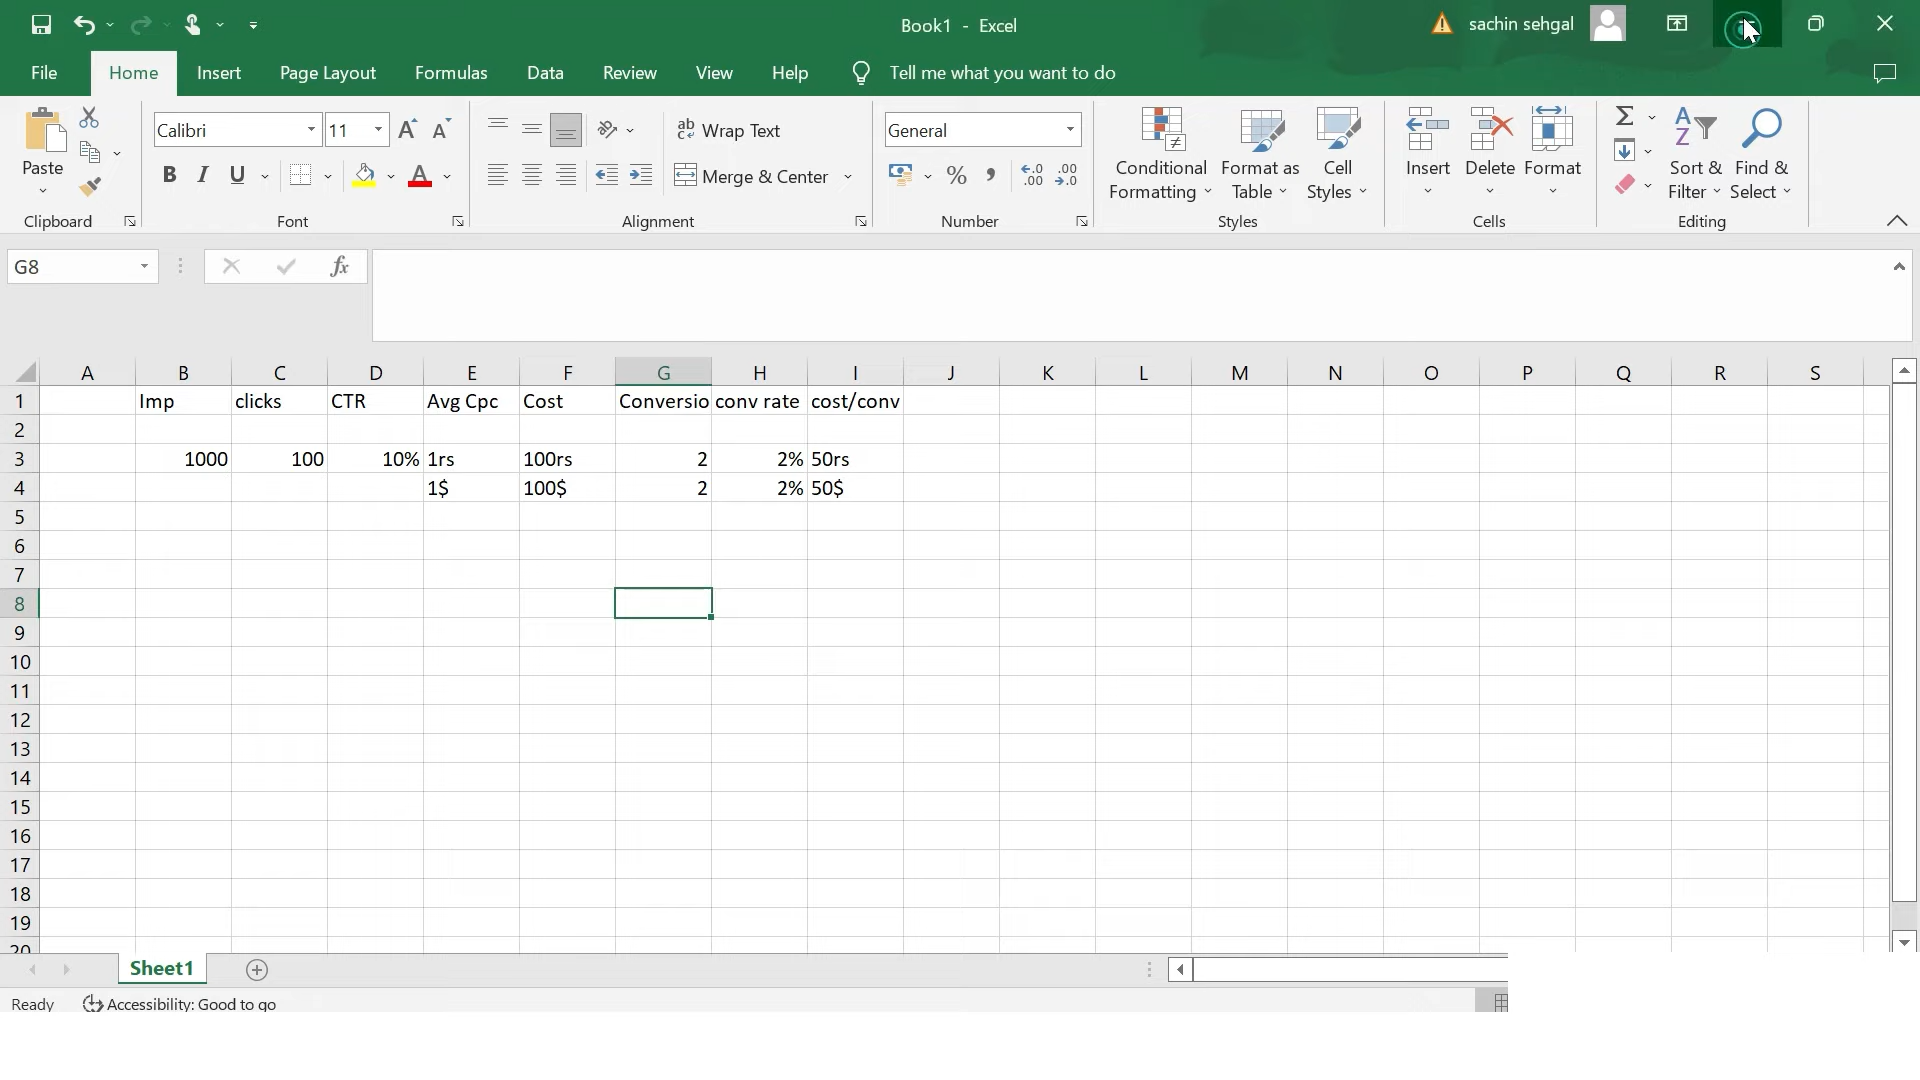 Book1 - Excel
sachin sehgal
File Home Insert Page Layout Formulas Data Review View Help Tell me what you want to do
Paste
Clipboard
Calibri 11
B I U
Font
Wrap Text
Merge & Center
Alignment
General
Number
Conditional Formatting
Format as Table
Cell Styles
Styles
Insert Delete Format
Cells
Sort & Filter
Find & Select
Editing
G8
fx
A B C D E F G H I J K L M N O P Q R S
1 Imp clicks CTR Avg Cpc Cost Conversio conv rate cost/conv
2
3 1000 100 10% 1rs 100rs 2 2% 50rs
4 1$ 100$ 2 2% 50$
5
6
7
8
9
10
11
12
13
14
15
16
17
18
19
20
Sheet1
Ready Accessibility: Good to go